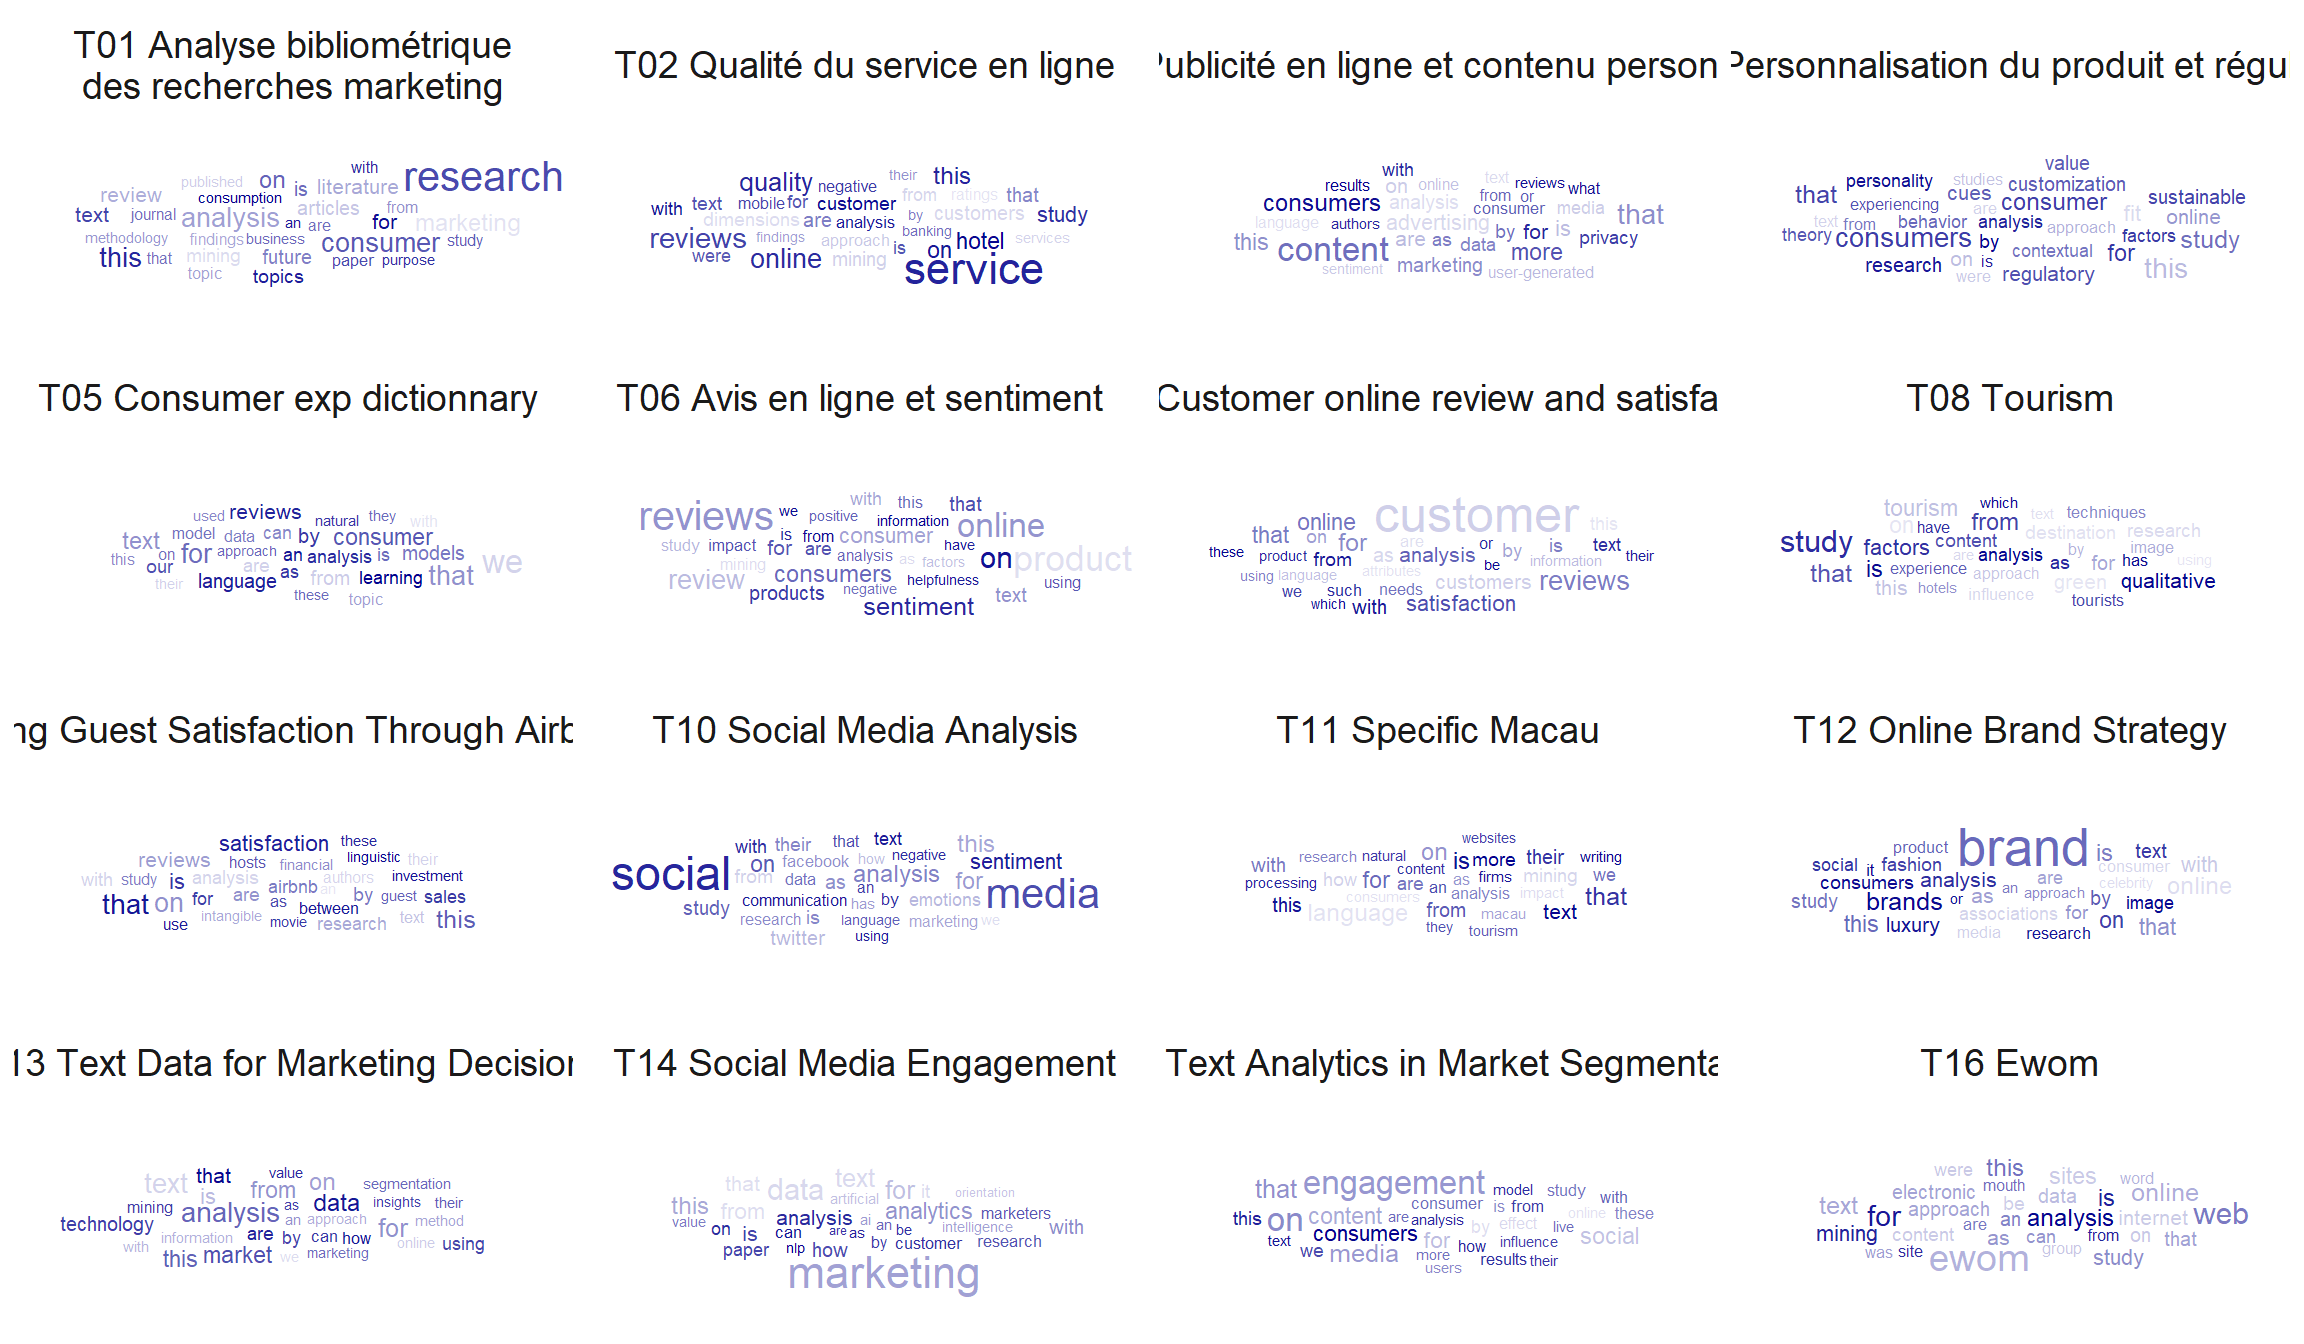 T01 Analyse bibliométrique
des recherches marketing
T02 Qualité du service en ligne
Publicité en ligne et contenu person
Personnalisation du produit et régu
with
research
published on is literature
review consumption articles from
text journal analysis an are for marketing
methodology findings business consumer study
this that mining future paper purpose
topic topics
their this
quality negative from ratings that
with text mobile for customer
dimensions are analysis by customers study
reviews findings approach is banking hotel services
were online mining on
service
with text
results on online from or reviews what
consumers analysis consumer media that
language authors advertising by for is privacy
this content are as data more
sentiment marketing user-generated
value
personality studies customization
that cues consumer sustainable
experiencing are fit online
text from behavior analysis approach factors study
theory consumers by contextual for
research on is this
were regulatory
T05 Consumer exp dictionnary
T06 Avis en ligne et sentiment
Customer online review and satisfa
T08 Tourism
used reviews natural they with
text model data can by consumer
this on for approach an analysis is models we
our are
their language as from learning that
these topic
with this that
reviews we positive information online
is from consumer have
study impact for are analysis as factors on product
mining
review consumers helpfulness using
products negative text
sentiment
customer
that online this
these on for are or is text their
product from as analysis be by information
using language attributes customers reviews
we such needs
which with satisfaction
tourism which text techniques
on have from destination research
study factors content by image
are analysis as for has using
that is experience approach green qualitative
this hotels influence tourists
ng Guest Satisfaction Through Airb
T10 Social Media Analysis
T11 Specific Macau
T12 Online Brand Strategy
satisfaction these
reviews hosts financial linguistic their
with study is analysis authors investment
airbnb an
that on for are as by guest sales
intangible between this
use movie research text
with their that text this
on facebook how negative sentiment
social from data as analysis for
an media
study communication has by emotions
research is language marketing we
twitter using
websites
with research natural on is more their writing
content
processing how for are an as firms mining we
consumers analysis impact that
this language from macau text online these
they tourism
product brand is text
social it fashion consumer with
consumers analysis an are approach celebrity online
study brands or as by image
this luxury associations for on that
media research
13 Text Data for Marketing Decision
T14 Social Media Engagement
Text Analytics in Market Segmenta
T16 Ewom
that value on segmentation
text is from
mining as data insights their
technology analysis an approach for method
with information are by can how online using
this market we marketing
that data text for it orientation
this from artificial analytics marketers
value analysis ai an be intelligence with
on is can are as
paper nlp how by customer research
marketing
that engagement model study with
consumer is from online these
this on content are analysis by effect live social
text consumers for how influence
we media more results their
users
were this sites word
electronic mouth be data is online
text approach
for are an analysis internet web
mining content as can from on that
was site ewom group study